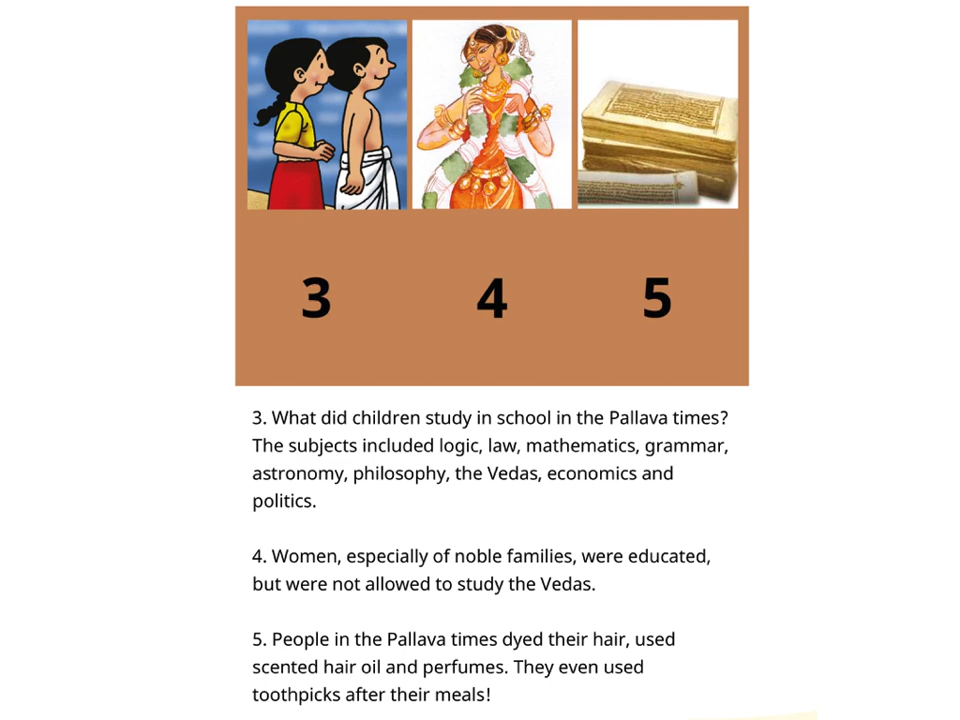 3 4 5
3. What did children study in school in the Pallava times?
The subjects included logic, law, mathematics, grammar,
astronomy, philosophy, the Vedas, economics and
politics.
4. Women, especially of noble families, were educated,
but were not allowed to study the Vedas.
5. People in the Pallava times dyed their hair, used
scented hair oil and perfumes. They even used
toothpicks after their meals!